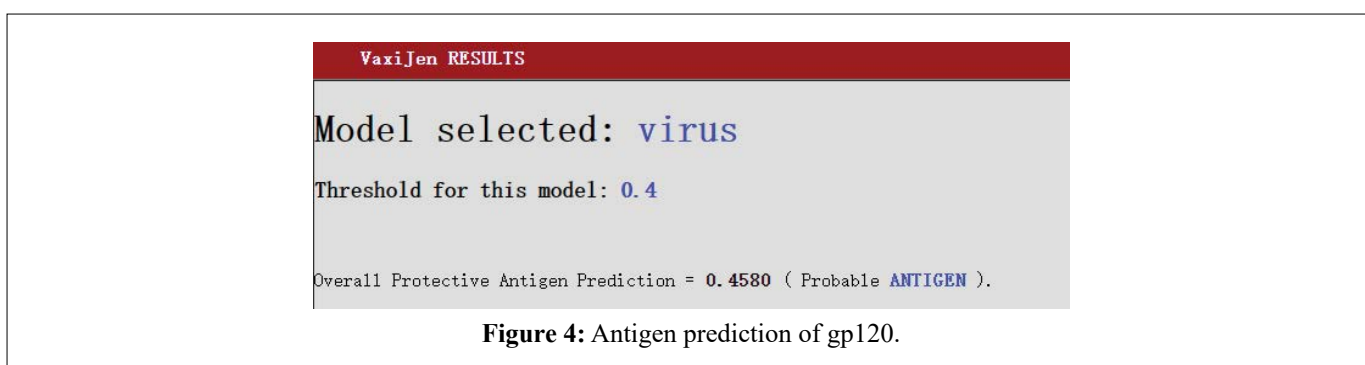 VaxiJen RESULTS
Model selected: virus
Threshold for this model: 0.4
Overall Protective Antigen Prediction = 0.4580 ( Probable ANTIGEN ).
Figure 4: Antigen prediction of gp120.